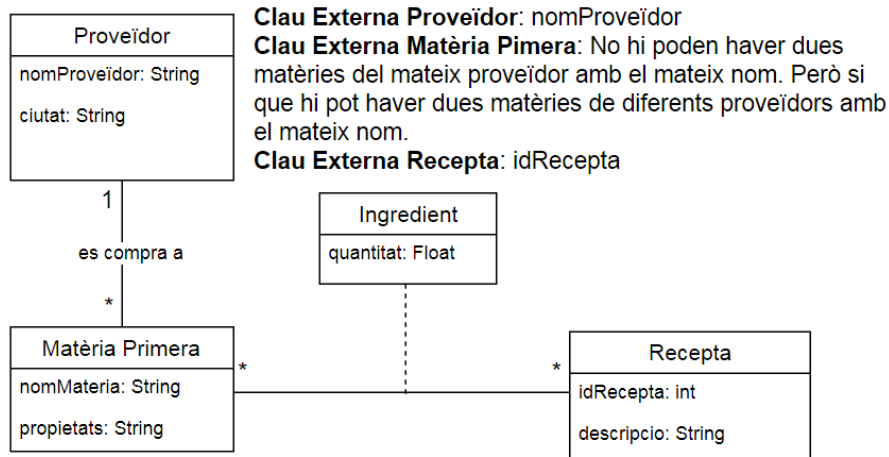 Proveïdor
nomProveïdor: String
ciutat: String
Clau Externa Proveïdor: nomProveïdor
Clau Externa Matèria Pimera: No hi poden haver dues
matèries del mateix proveïdor amb el mateix nom. Però si
que hi pot haver dues matèries de diferents proveïdors amb
el mateix nom.
Clau Externa Recepta: idRecepta
1
es compra a
*
Ingredient
quantitat: Float
Matèria Primera
nomMateria: String
propietats: String
*
*
Recepta
idRecepta: int
descripcio: String